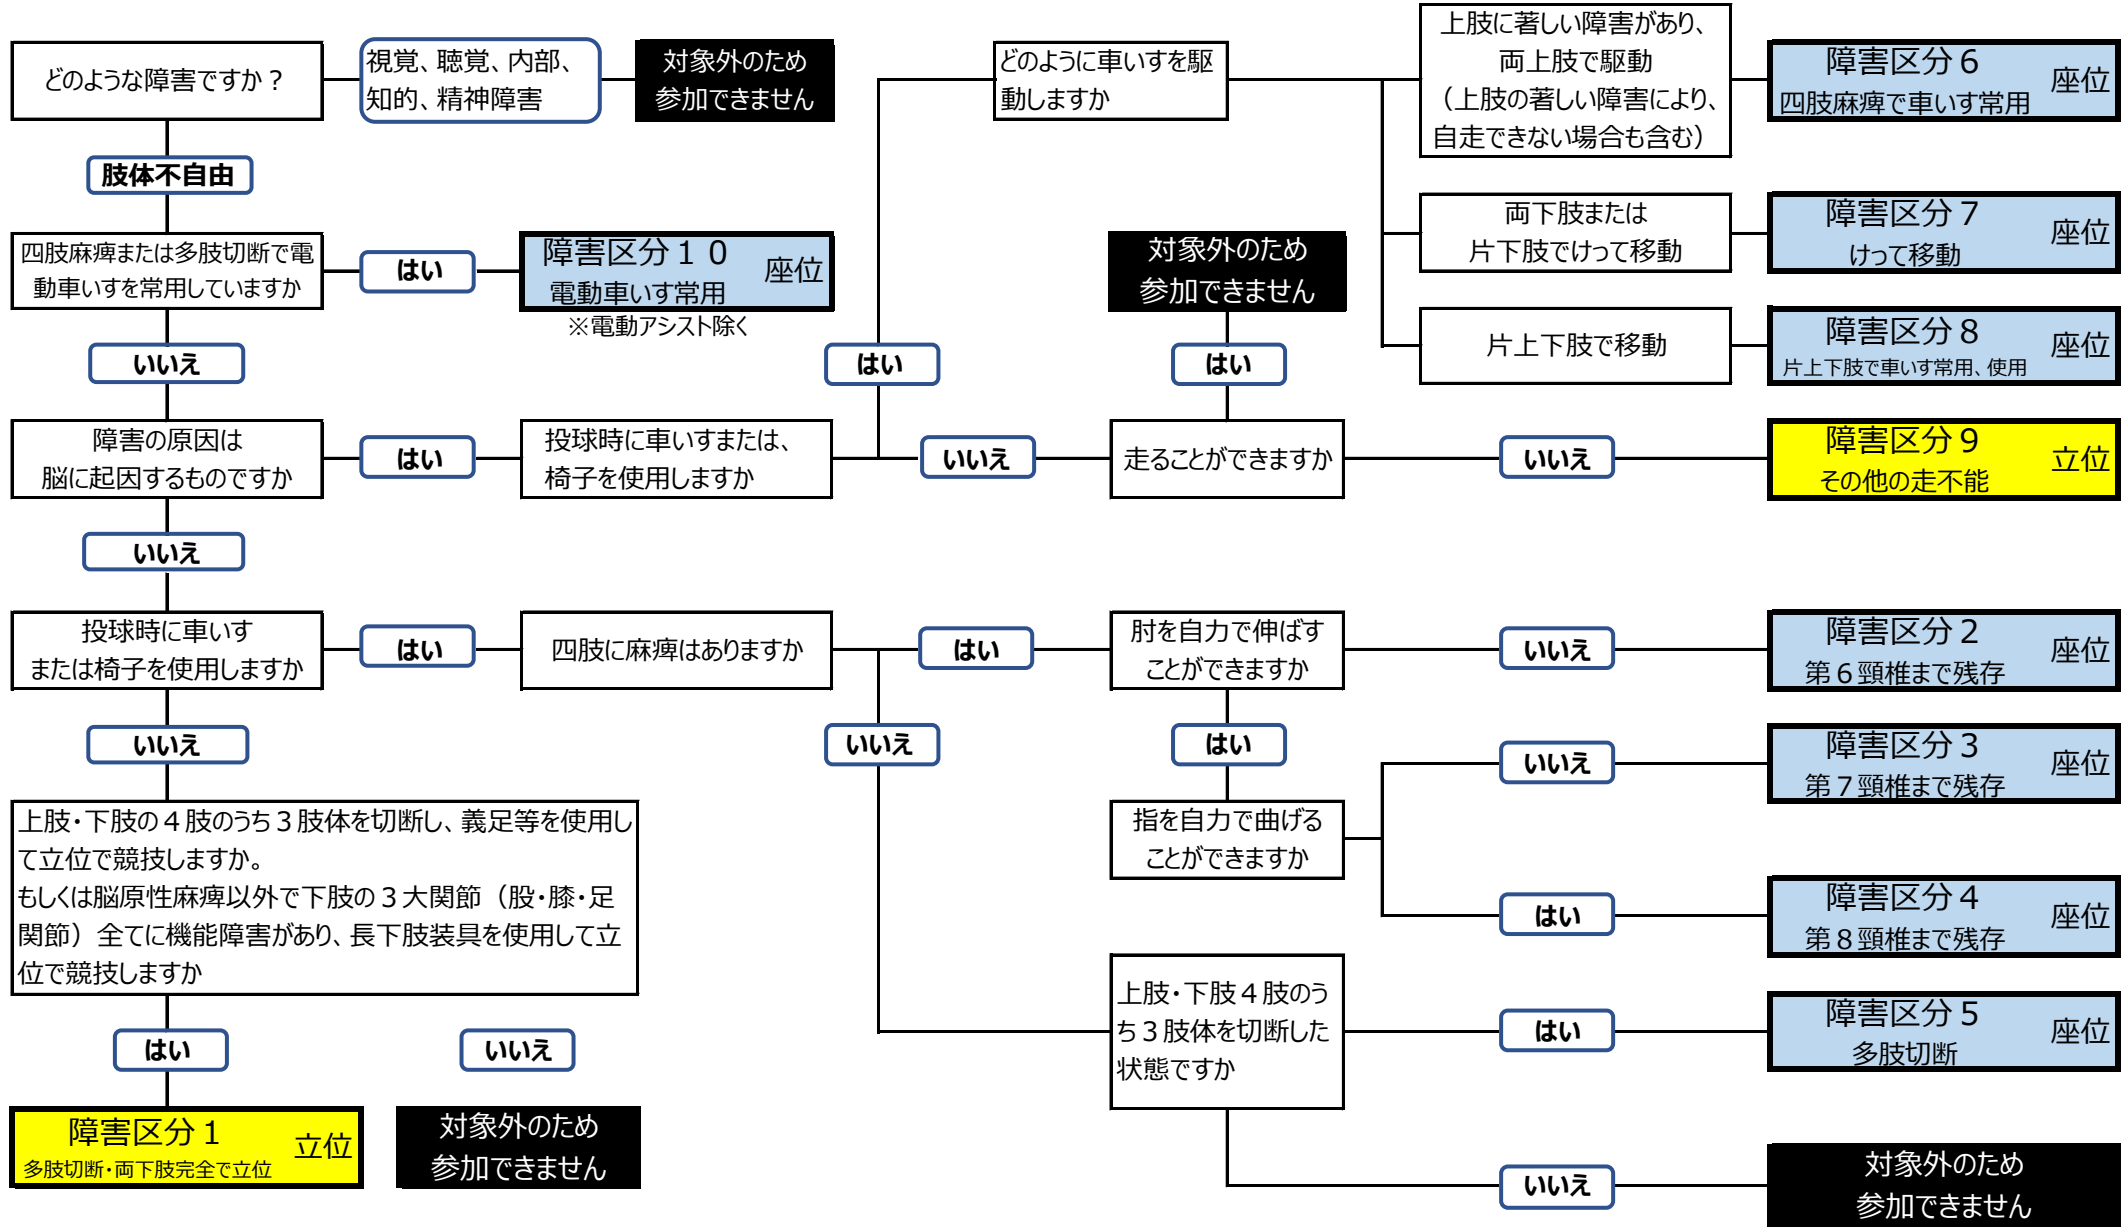 どのような障害ですか？
視覚、聴覚、内部、
知的、精神障害
対象外のため
参加できません
肢体不自由
四肢麻痺または多肢切断で電
動車いすを常用していますか
はい
障害区分１０
電動車いす常用
座位
※電動アシスト除く
いいえ
障害の原因は
脳に起因するものですか
はい
投球時に車いすまたは、
椅子を使用しますか
はい
どのように車いすを駆
動しますか
上肢に著しい障害があり、
両上肢で駆動
（上肢の著しい障害により、
自走できない場合も含む）
障害区分６
四肢麻痺で車いす常用
座位
両下肢または
片下肢でけって移動
障害区分７
けって移動
座位
片上下肢で移動
障害区分８
片上下肢で車いす常用、使用
座位
いいえ
走ることができますか
はい
対象外のため
参加できません
いいえ
障害区分９
その他の走不能
立位
いいえ
投球時に車いす
または椅子を使用しますか
はい
四肢に麻痺はありますか
はい
肘を自力で伸ばす
ことができますか
いいえ
障害区分２
第６頸椎まで残存
座位
はい
指を自力で曲げる
ことができますか
いいえ
障害区分３
第７頸椎まで残存
座位
はい
障害区分４
第８頸椎まで残存
座位
いいえ
上肢・下肢４肢のう
ち３肢体を切断した
状態ですか
はい
障害区分５
多肢切断
座位
いいえ
対象外のため
参加できません
いいえ
上肢・下肢の４肢のうち３肢体を切断し、義足等を使用し
て立位で競技しますか。
もしくは脳原性麻痺以外で下肢の３大関節（股・膝・足
関節）全てに機能障害があり、長下肢装具を使用して立
位で競技しますか
はい
障害区分１
多肢切断・両下肢完全で立位
立位
いいえ
対象外のため
参加できません